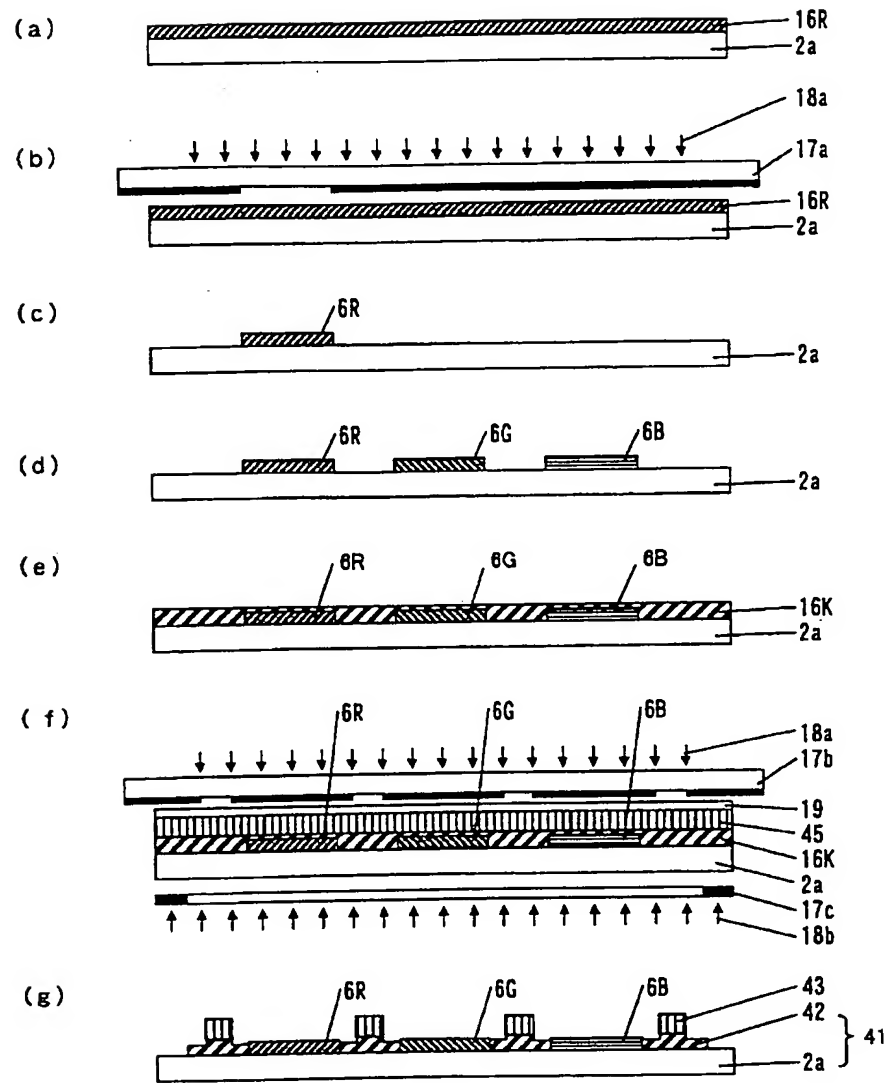 (a)
16R
2a
(b)
18a
17a
16R
2a
(c)
6R
2a
(d)
6R 6G 6B
2a
(e)
6R 6G 6B
16K
2a
(f)
6R 6G 6B
18a
17b
19
45
16K
2a
17c
18b
(g)
6R 6G 6B
43
42
41
2a